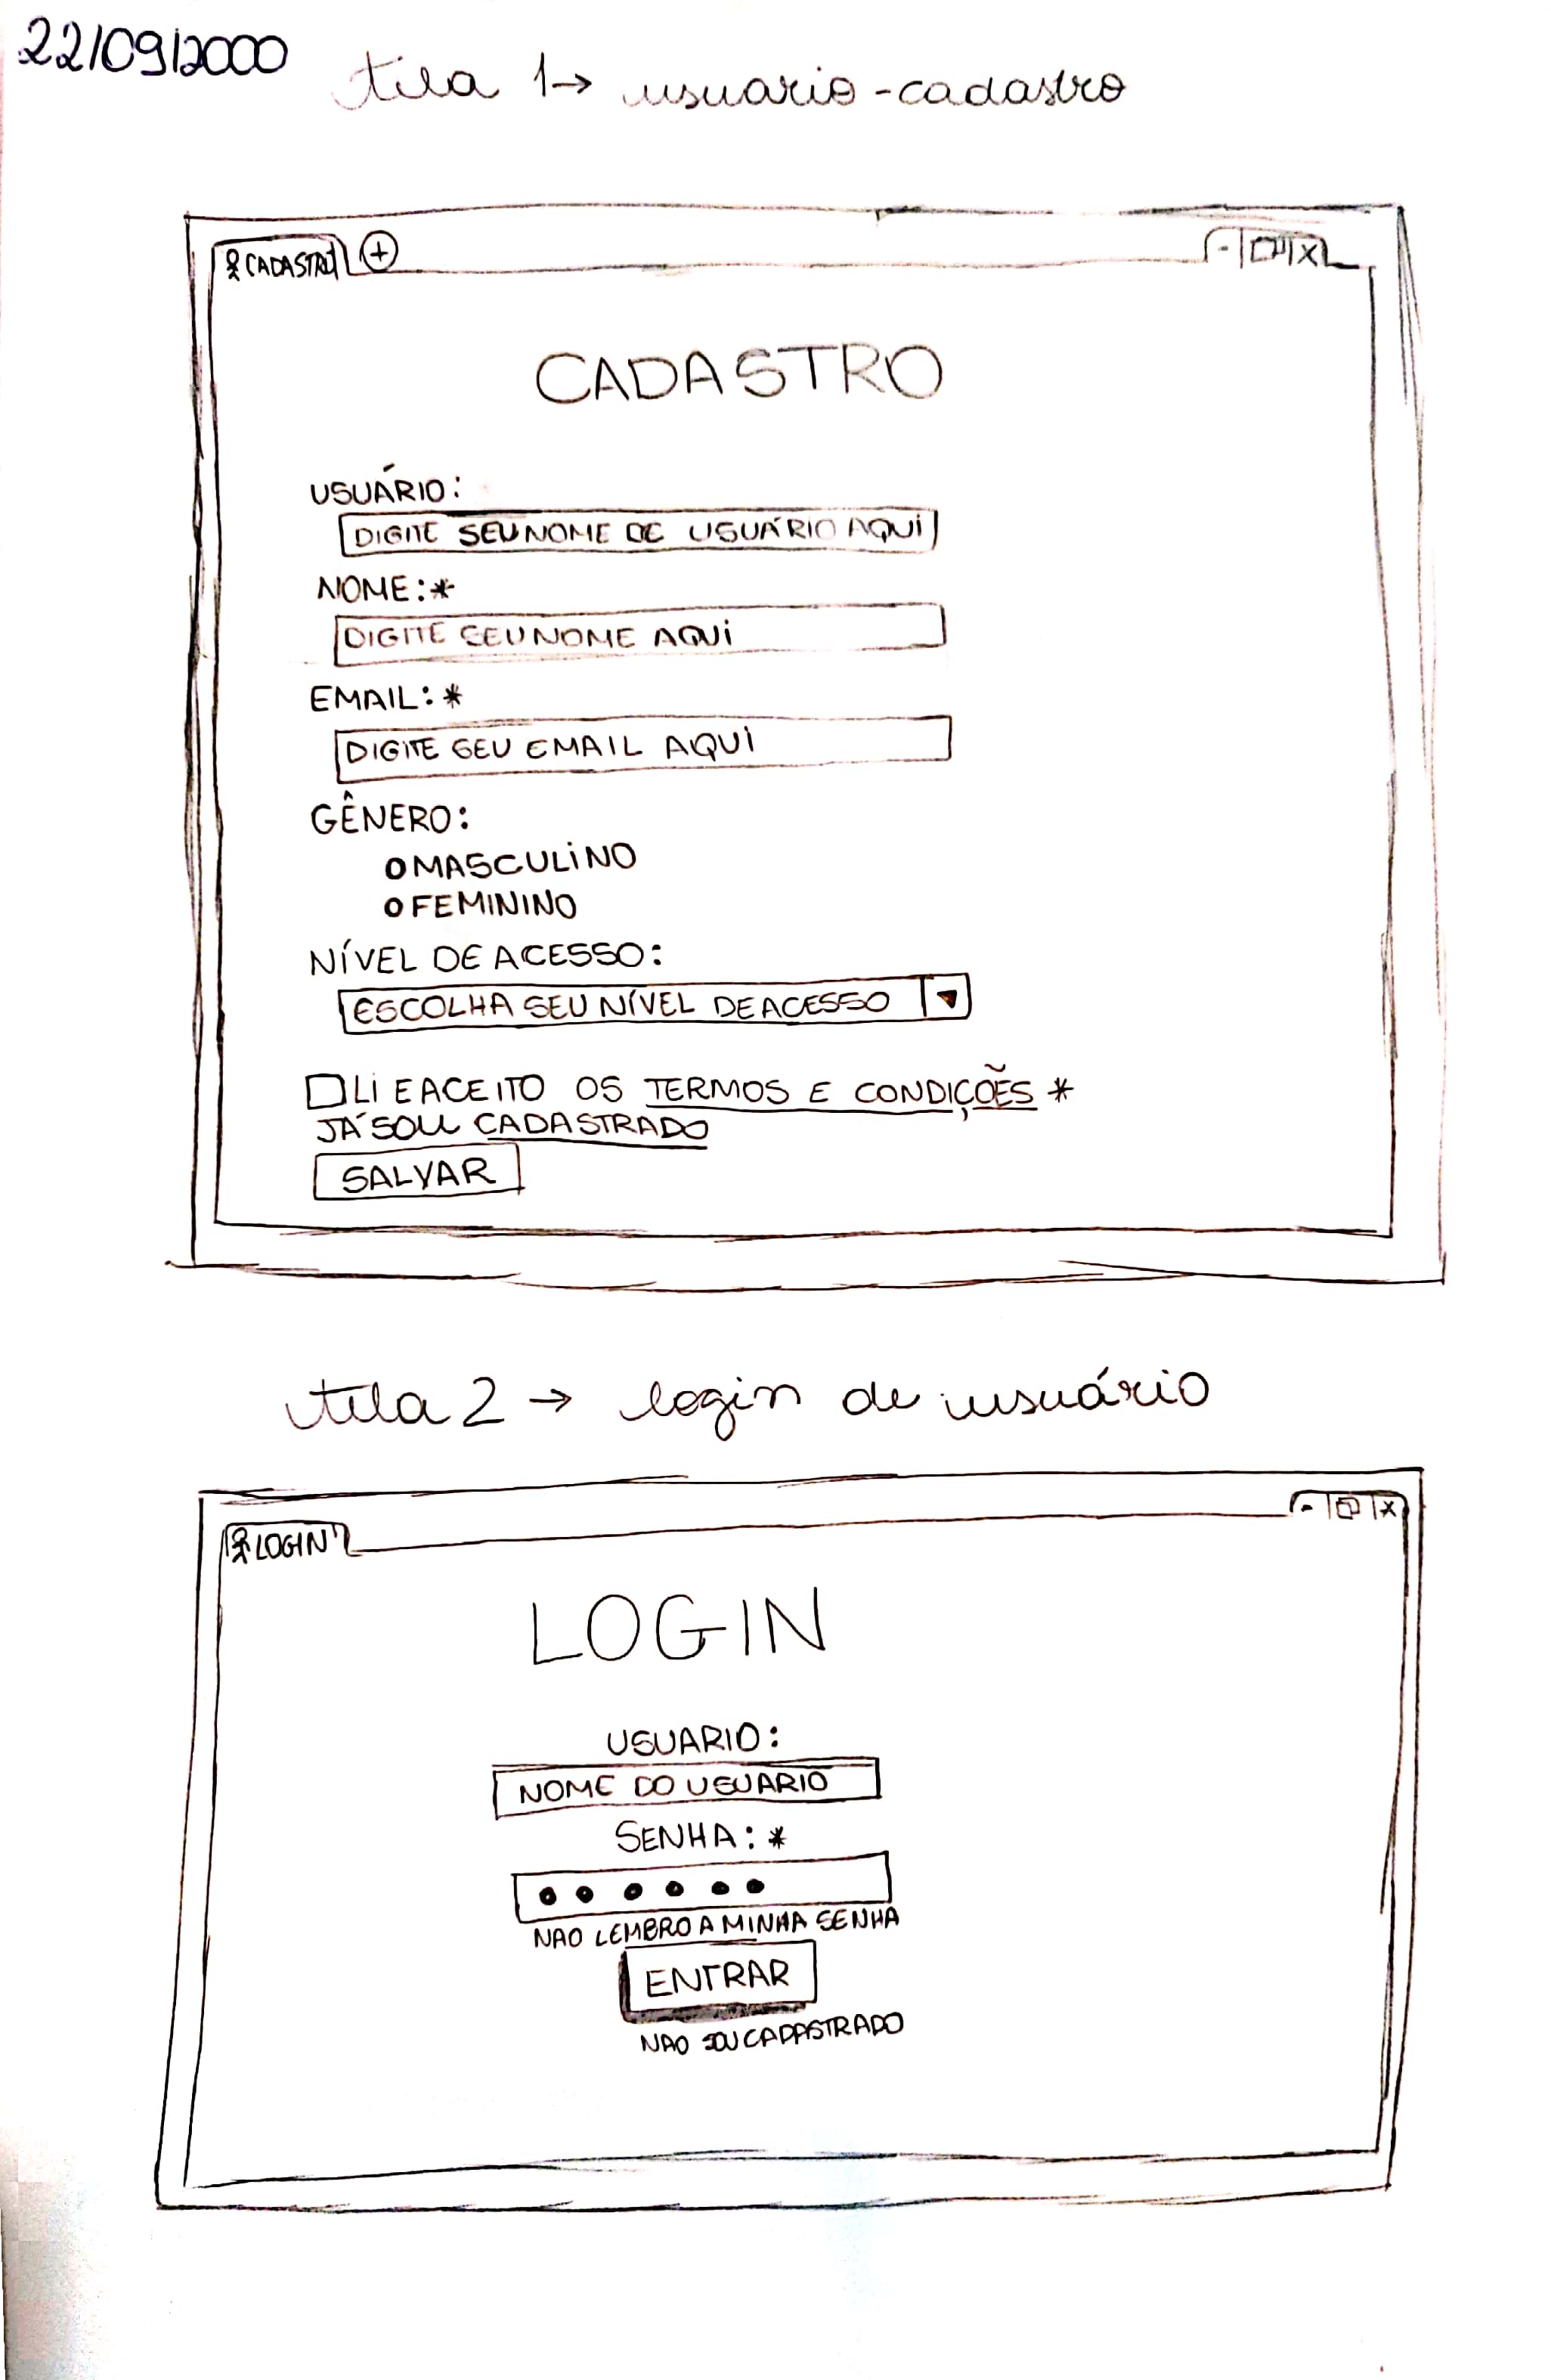 22/09/2000
tela 1→ usuario-cadastro
CADASTRO
CADASTRO
USUÁRIO:
DIGITE SEU NOME DE USUÁRIO AQUI
NOME:*
DIGITE SEU NOME AQUI
EMAIL:*
DIGITE SEU EMAIL AQUI
GÊNERO:
MASCULINO
FEMININO
NÍVEL DE ACESSO:
ESCOLHA SEU NÍVEL DE ACESSO
LI E ACEITO OS TERMOS E CONDIÇÕES *
JÁ SOU CADASTRADO
SALVAR
tela 2 → login de usuário
LOGIN
LOGIN
USUARIO:
NOME DO USUARIO
SENHA:*
NAO LEMBRO A MINHA SENHA
ENTRAR
NAO SOU CADASTRADO